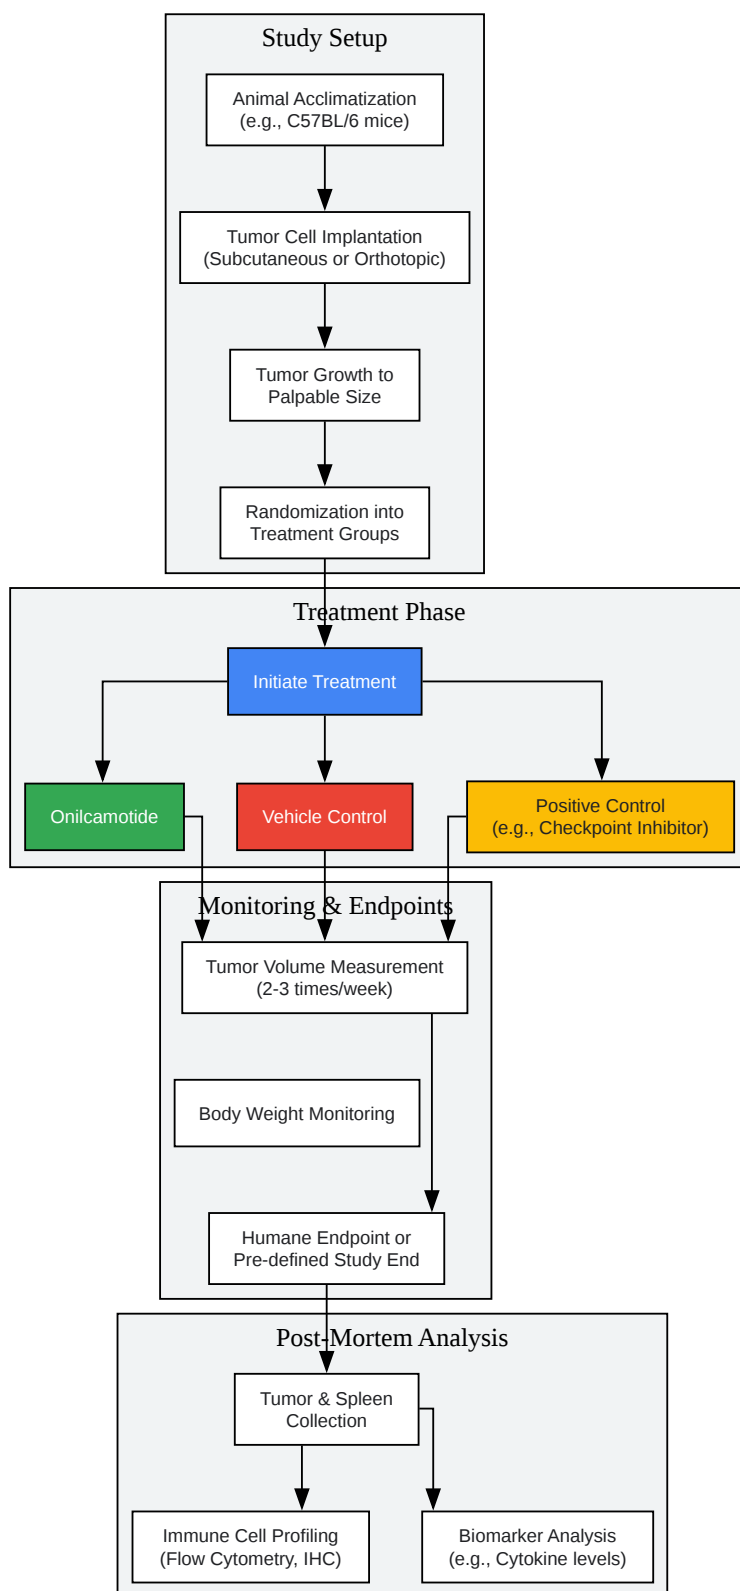 Study Setup
Animal Acclimatization
(e.g., C57BL/6 mice)
Tumor Cell Implantation
(Subcutaneous or Orthotopic)
Tumor Growth to
Palpable Size
Randomization into
Treatment Groups
Treatment Phase
Initiate Treatment
Onilcamotide
Vehicle Control
Positive Control
(e.g., Checkpoint Inhibitor)
Monitoring & Endpoints
Tumor Volume Measurement
(2-3 times/week)
Body Weight Monitoring
Humane Endpoint or
Pre-defined Study End
Post-Mortem Analysis
Tumor & Spleen
Collection
Immune Cell Profiling
(Flow Cytometry, IHC)
Biomarker Analysis
(e.g., Cytokine levels)